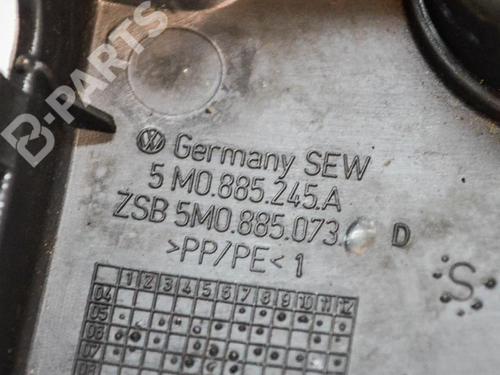 B-PARTS
Germany SEW
5 M0.885.245.A
ZSB 5M0.885.073 D
>PP/PE< 1
S
1 2 3 4 5 6 7 8 9 10 11 12
04
05
06
07
08